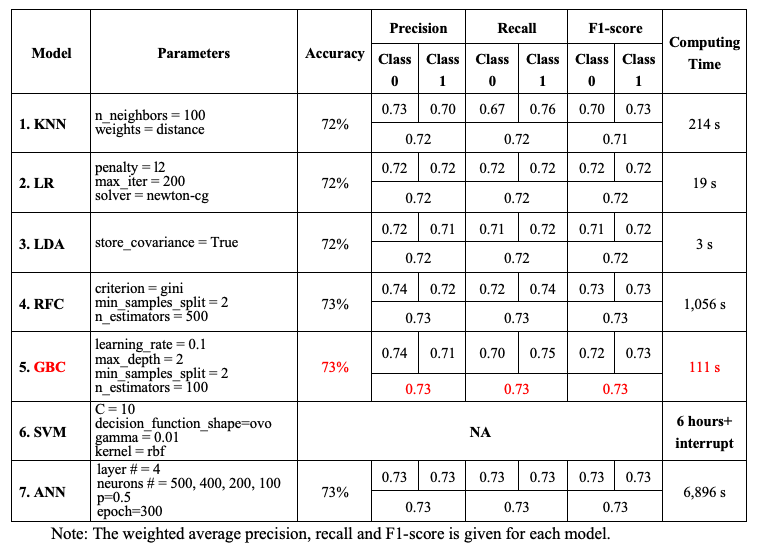 Model Parameters Accuracy Precision Recall F1-score Computing Time
Class 0 Class 1 Class 0 Class 1 Class 0 Class 1
1. KNN n_neighbors = 100 72% 0.73 0.70 0.67 0.76 0.70 0.73 214 s
weights = distance 0.72 0.72 0.71
2. LR penalty = l2 72% 0.72 0.72 0.72 0.72 0.72 0.72 19 s
max_iter = 200
solver = newton-cg 0.72 0.72 0.72
3. LDA store_covariance = True 72% 0.72 0.71 0.71 0.72 0.71 0.72 3 s
0.72 0.72 0.72
4. RFC criterion = gini 73% 0.74 0.72 0.72 0.74 0.73 0.73 1,056 s
min_samples_split = 2
n_estimators = 500 0.73 0.73 0.73
5. GBC learning_rate = 0.1 73% 0.74 0.71 0.70 0.75 0.72 0.73 111 s
max_depth = 2
min_samples_split = 2
n_estimators = 100 0.73 0.73 0.73
6. SVM C = 10 NA 6 hours+
decision_function_shape=ovo interrupt
gamma = 0.01
kernel = rbf
7. ANN layer # = 4 73% 0.73 0.73 0.73 0.73 0.73 0.73 6,896 s
neurons # = 500, 400, 200, 100
p=0.5 0.73 0.73 0.73
epoch=300
Note: The weighted average precision, recall and F1-score is given for each model.